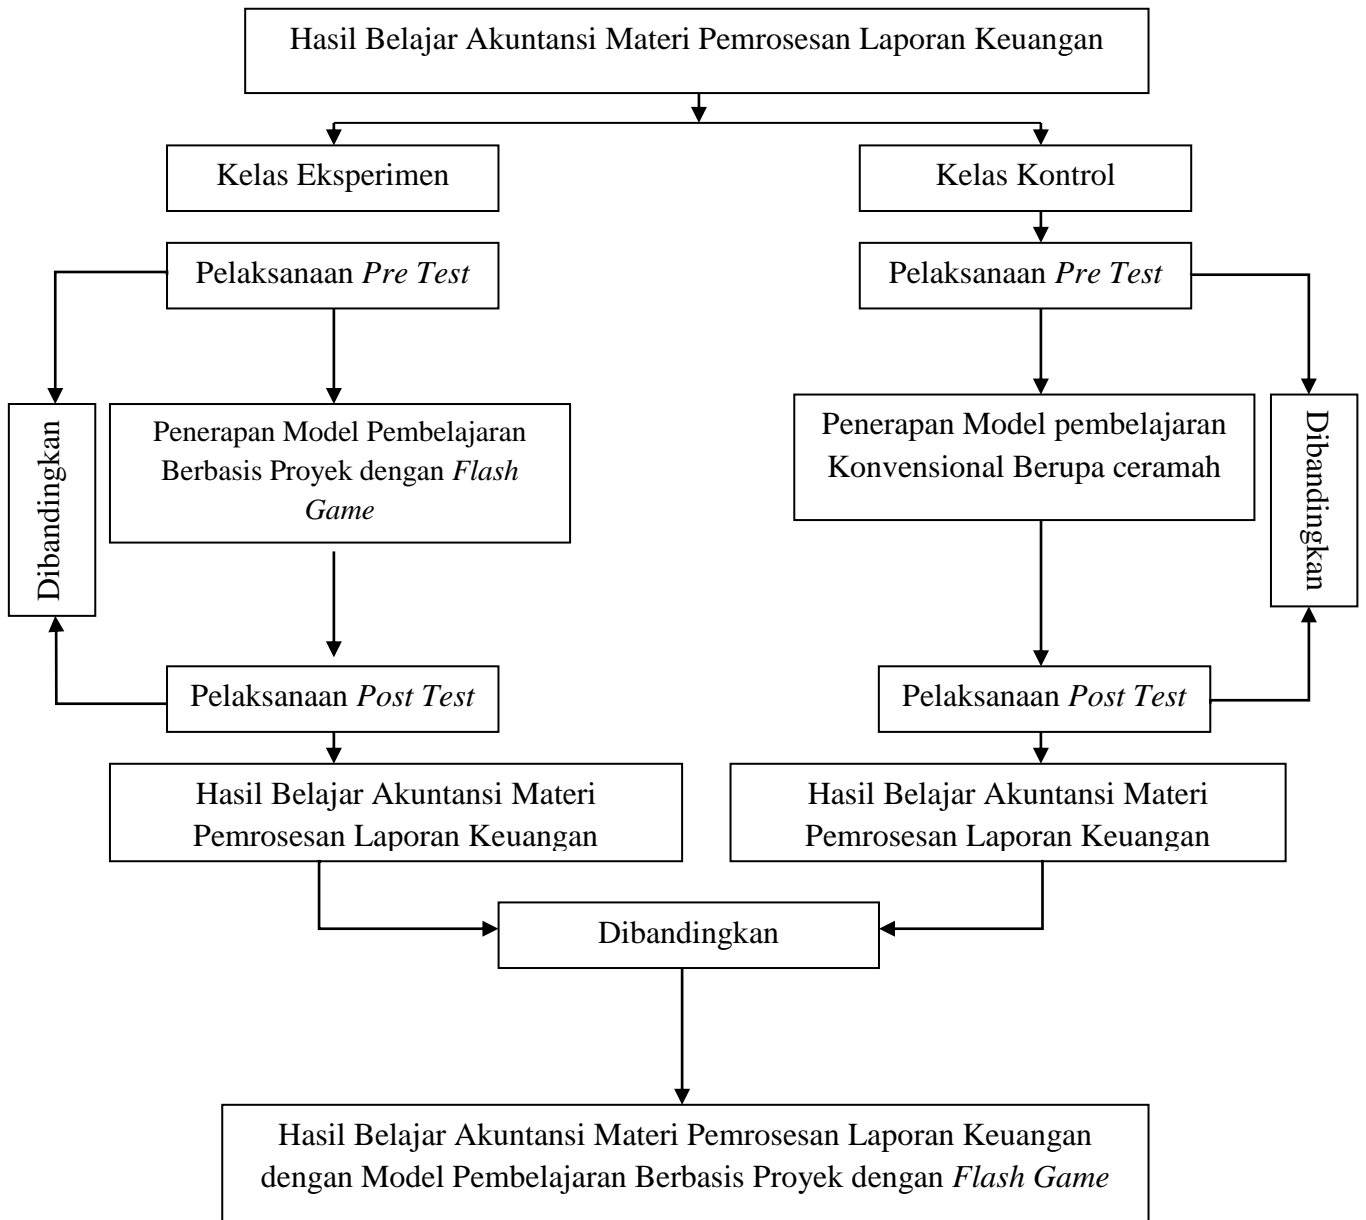 Hasil Belajar Akuntansi Materi Pemrosesan Laporan Keuangan
Kelas Eksperimen
Kelas Kontrol
Pelaksanaan Pre Test
Pelaksanaan Pre Test
Dibandingkan
Penerapan Model Pembelajaran
Berbasis Proyek dengan Flash
Game
Penerapan Model pembelajaran
Konvensional Berupa ceramah
Dibandingkan
Pelaksanaan Post Test
Pelaksanaan Post Test
Hasil Belajar Akuntansi Materi
Pemrosesan Laporan Keuangan
Hasil Belajar Akuntansi Materi
Pemrosesan Laporan Keuangan
Dibandingkan
Hasil Belajar Akuntansi Materi Pemrosesan Laporan Keuangan
dengan Model Pembelajaran Berbasis Proyek dengan Flash Game